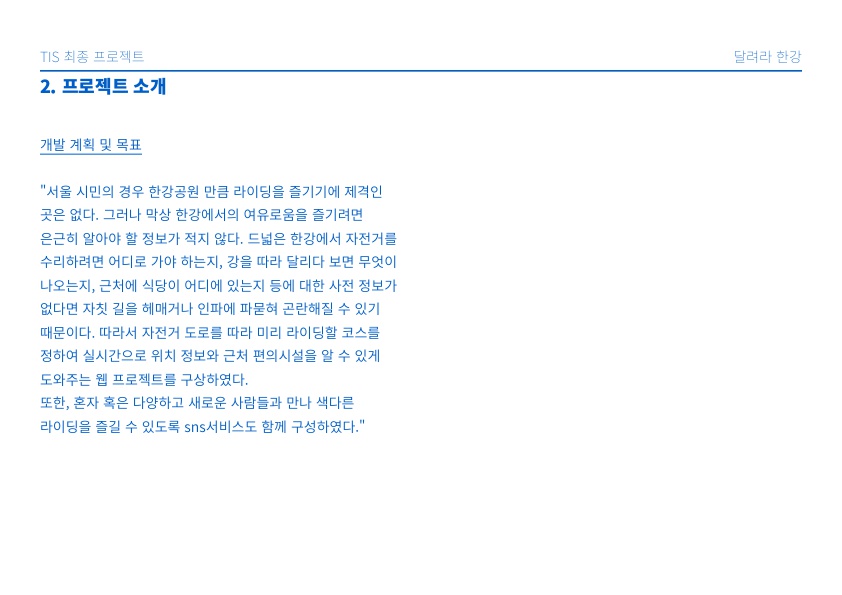 TIS 최종 프로젝트
달려라 한강
2. 프로젝트 소개
개발 계획 및 목표
"서울 시민의 경우 한강공원 만큼 라이딩을 즐기기에 제격인
곳은 없다. 그러나 막상 한강에서의 여유로움을 즐기려면
은근히 알아야 할 정보가 적지 않다. 드넓은 한강에서 자전거를
수리하려면 어디로 가야 하는지, 강을 따라 달리다 보면 무엇이
나오는지, 근처에 식당이 어디에 있는지 등에 대한 사전 정보가
없다면 자칫 길을 헤매거나 인파에 파묻혀 곤란해질 수 있기
때문이다. 따라서 자전거 도로를 따라 미리 라이딩할 코스를
정하여 실시간으로 위치 정보와 근처 편의시설을 알 수 있게
도와주는 웹 프로젝트를 구상하였다.
또한, 혼자 혹은 다양하고 새로운 사람들과 만나 색다른
라이딩을 즐길 수 있도록 sns서비스도 함께 구성하였다."